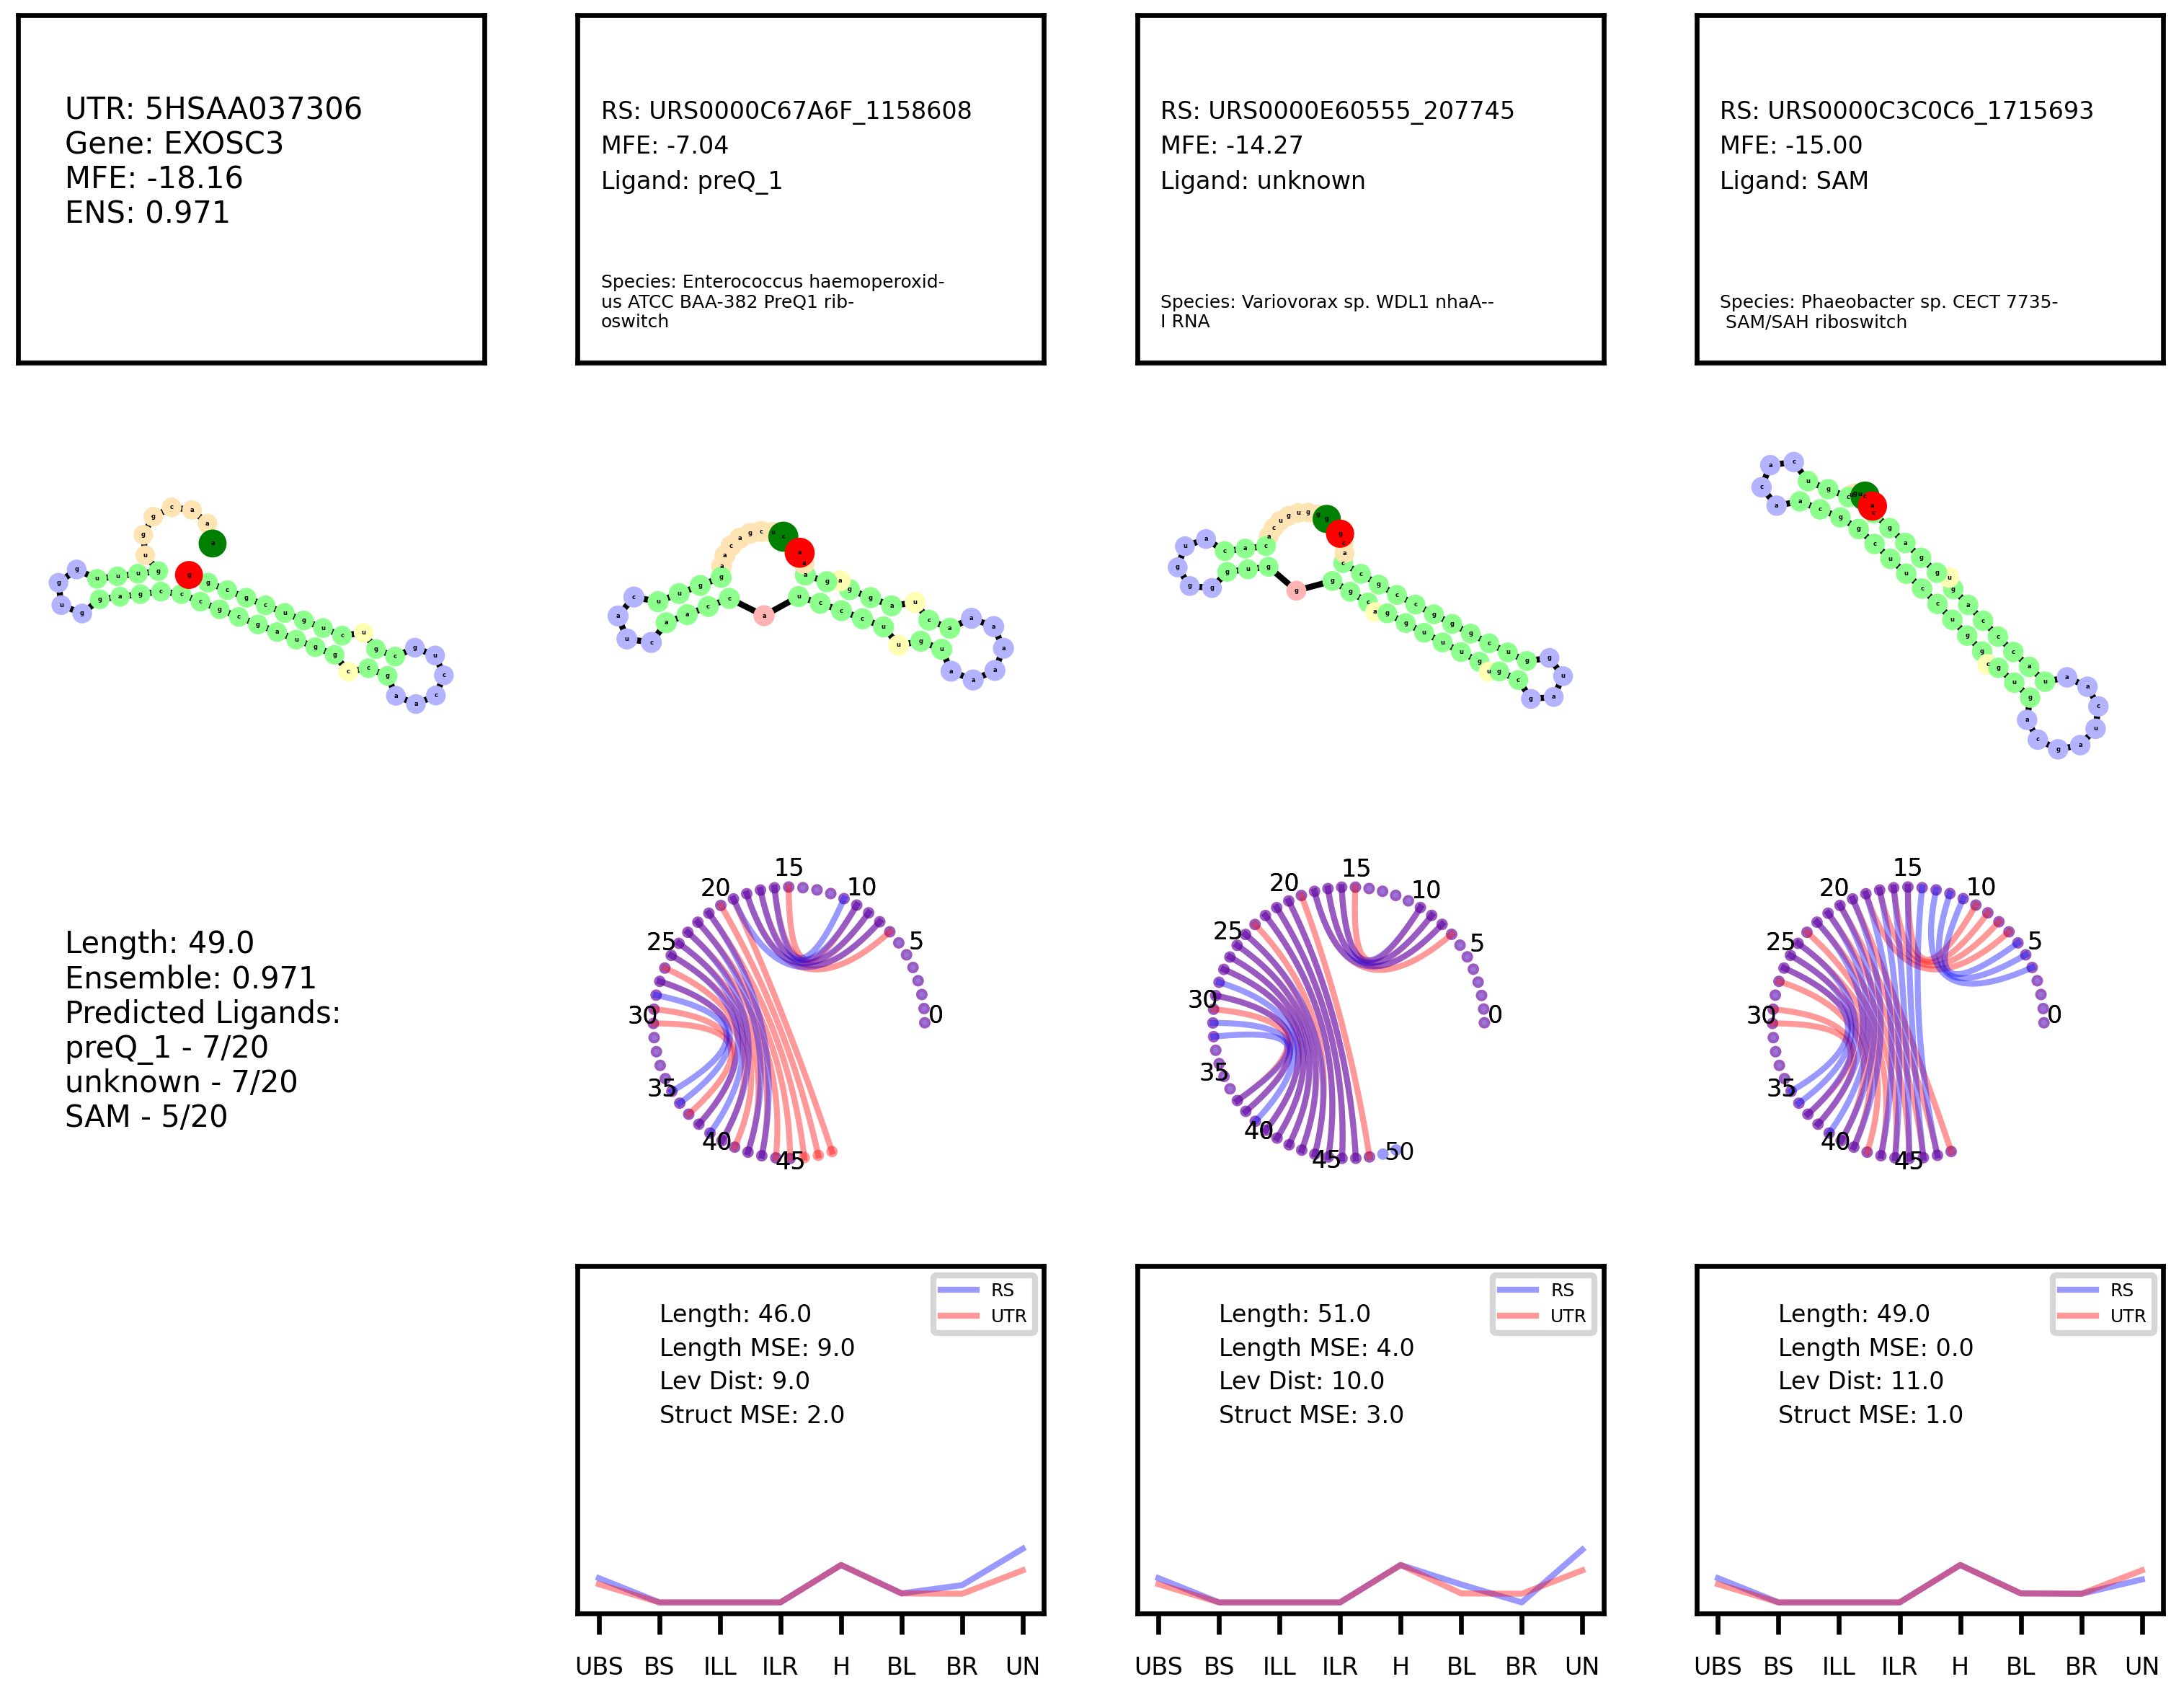 UTR: 5HSAA037306
Gene: EXOSC3
MFE: -18.16
ENS: 0.971
RS: URS0000C67A6F_1158608
MFE: -7.04
Ligand: preQ_1
Species: Enterococcus haemoperoxid-
us ATCC BAA-382 PreQ1 rib-
oswitch
RS: URS0000E60555_207745
MFE: -14.27
Ligand: unknown
Species: Variovorax sp. WDL1 nhaA--
I RNA
RS: URS0000C3C0C6_1715693
MFE: -15.00
Ligand: SAM
Species: Phaeobacter sp. CECT 7735-
SAM/SAH riboswitch
Length: 49.0
Ensemble: 0.971
Predicted Ligands:
preQ_1 - 7/20
unknown - 7/20
SAM - 5/20
0
5
10
15
20
25
30
35
40
45
0
5
10
15
20
25
30
35
40
45
50
0
5
10
15
20
25
30
35
40
45
RS
UTR
Length: 46.0
Length MSE: 9.0
Lev Dist: 9.0
Struct MSE: 2.0
UBS BS ILL ILR H BL BR UN
RS
UTR
Length: 51.0
Length MSE: 4.0
Lev Dist: 10.0
Struct MSE: 3.0
UBS BS ILL ILR H BL BR UN
RS
UTR
Length: 49.0
Length MSE: 0.0
Lev Dist: 11.0
Struct MSE: 1.0
UBS BS ILL ILR H BL BR UN